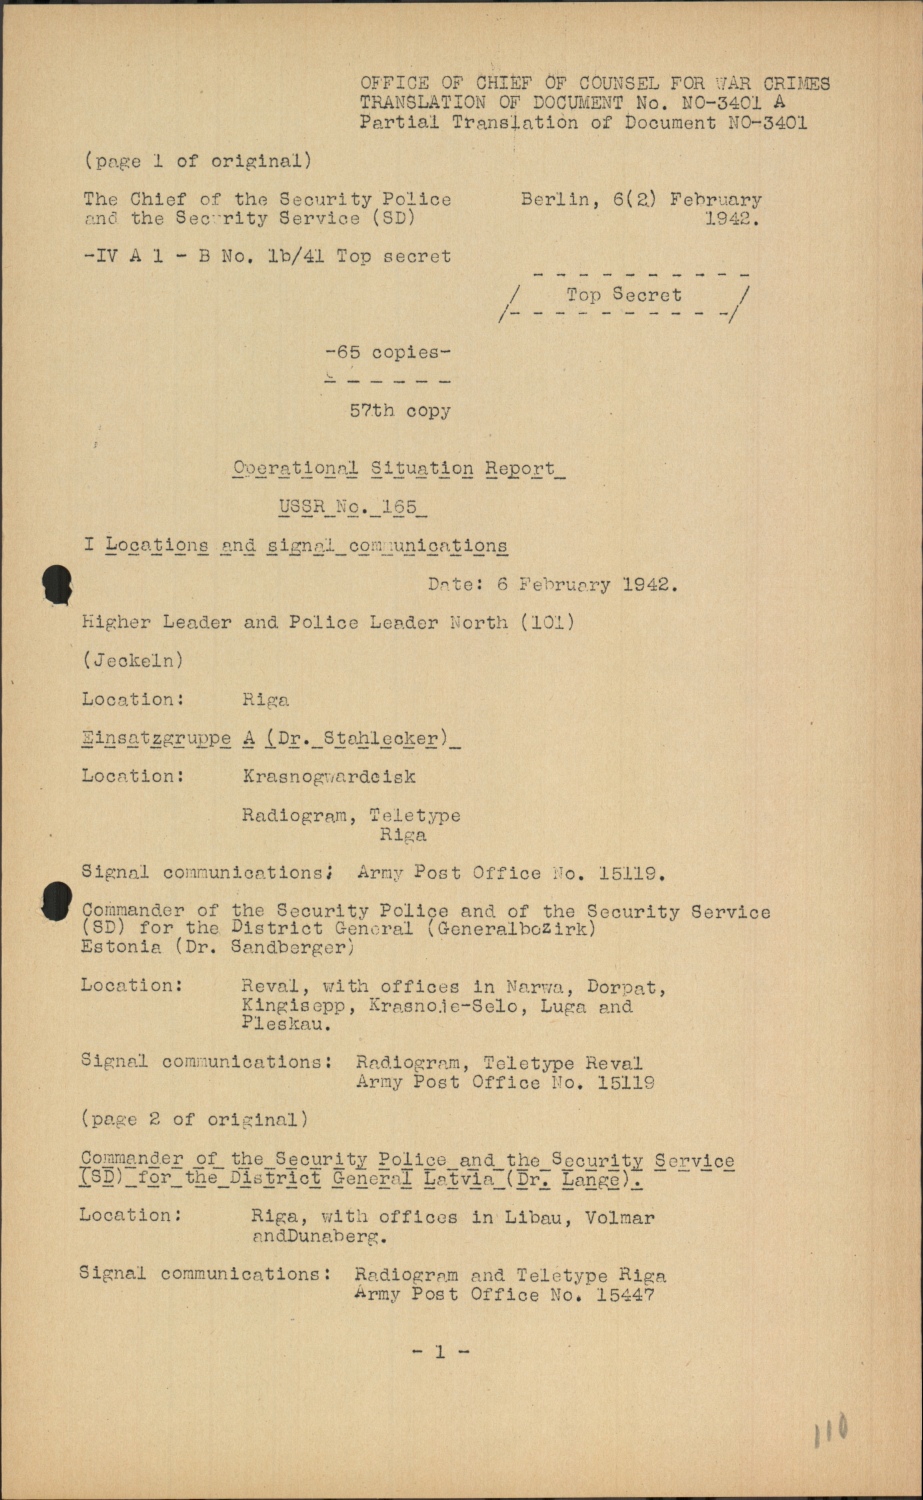 OFFICE OF CHIEF OF COUNSEL FOR WAR CRIMES
TRANSLATION OF DOCUMENT No. NO-3401 A
Partial Translation of Document NO-3401
(page 1 of original)
The Chief of the Security Police
and the Security Service (SD)
Berlin, 6(2) February
1942.
-IV A 1 - B No. 1b/41 Top secret
- - - - - - - - - -
/ Top Secret /
/- - - - - - - - - -/
-65 copies-
- - - - - -
57th copy
Operational Situation Report
USSR No. 165
I Locations and signal communications
Date: 6 February 1942.
Higher Leader and Police Leader North (101)
(Jeckeln)
Location: Riga
Einsatzgruppe A (Dr. Stahlecker)
Location: Krasnogwardeisk
Radiogram, Teletype
Riga
Signal communications: Army Post Office No. 15119.
Commander of the Security Police and of the Security Service
(SD) for the District General (Generalbezirk)
Estonia (Dr. Sandberger)
Location: Reval, with offices in Narwa, Dorpat,
Kingisepp, Krasnoje-Selo, Luga and
Pleskau.
Signal communications: Radiogram, Teletype Reval
Army Post Office No. 15119
(page 2 of original)
Commander of the Security Police and the Security Service
(SD) for the District General Latvia (Dr. Lange).
Location: Riga, with offices in Libau, Volmar
andDunaberg.
Signal communications: Radiogram and Teletype Riga
Army Post Office No. 15447
- 1 -
110